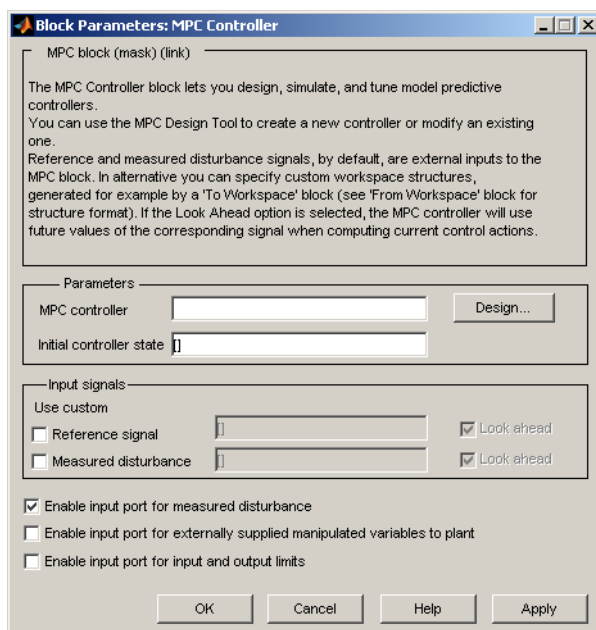 Block Parameters: MPC Controller
MPC block (mask) (link)
The MPC Controller block lets you design, simulate, and tune model predictive
controllers.
You can use the MPC Design Tool to create a new controller or modify an existing
one.
Reference and measured disturbance signals, by default, are external inputs to the
MPC block. In alternative you can specify custom workspace structures,
generated for example by a 'To Workspace' block (see 'From Workspace' block for
structure format). If the Look Ahead option is selected, the MPC controller will use
future values of the corresponding signal when computing current control actions.
Parameters
MPC controller
Design...
Initial controller state []
Input signals
Use custom
Reference signal [] Look ahead
Measured disturbance [] Look ahead
Enable input port for measured disturbance
Enable input port for externally supplied manipulated variables to plant
Enable input port for input and output limits
OK Cancel Help Apply